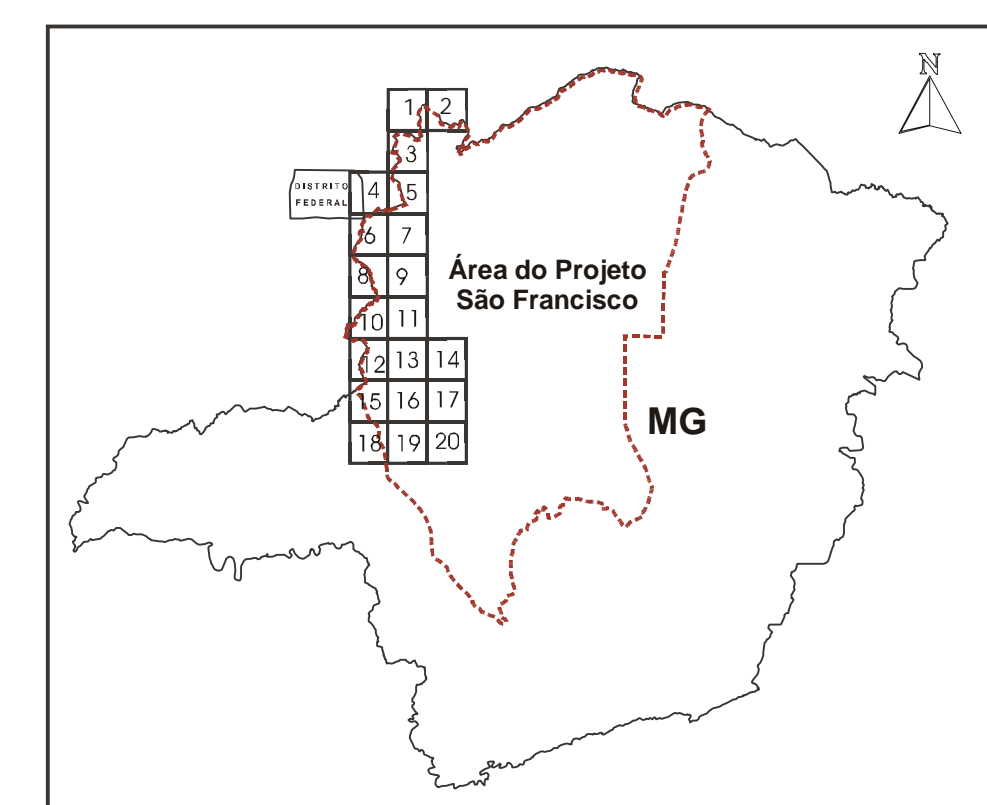 N
1 2
3
DISTRITO
FEDERAL
4 5
6 7
Área do Projeto
São Francisco
8 9
10 11
12 13 14
15 16 17
MG
18 19 20